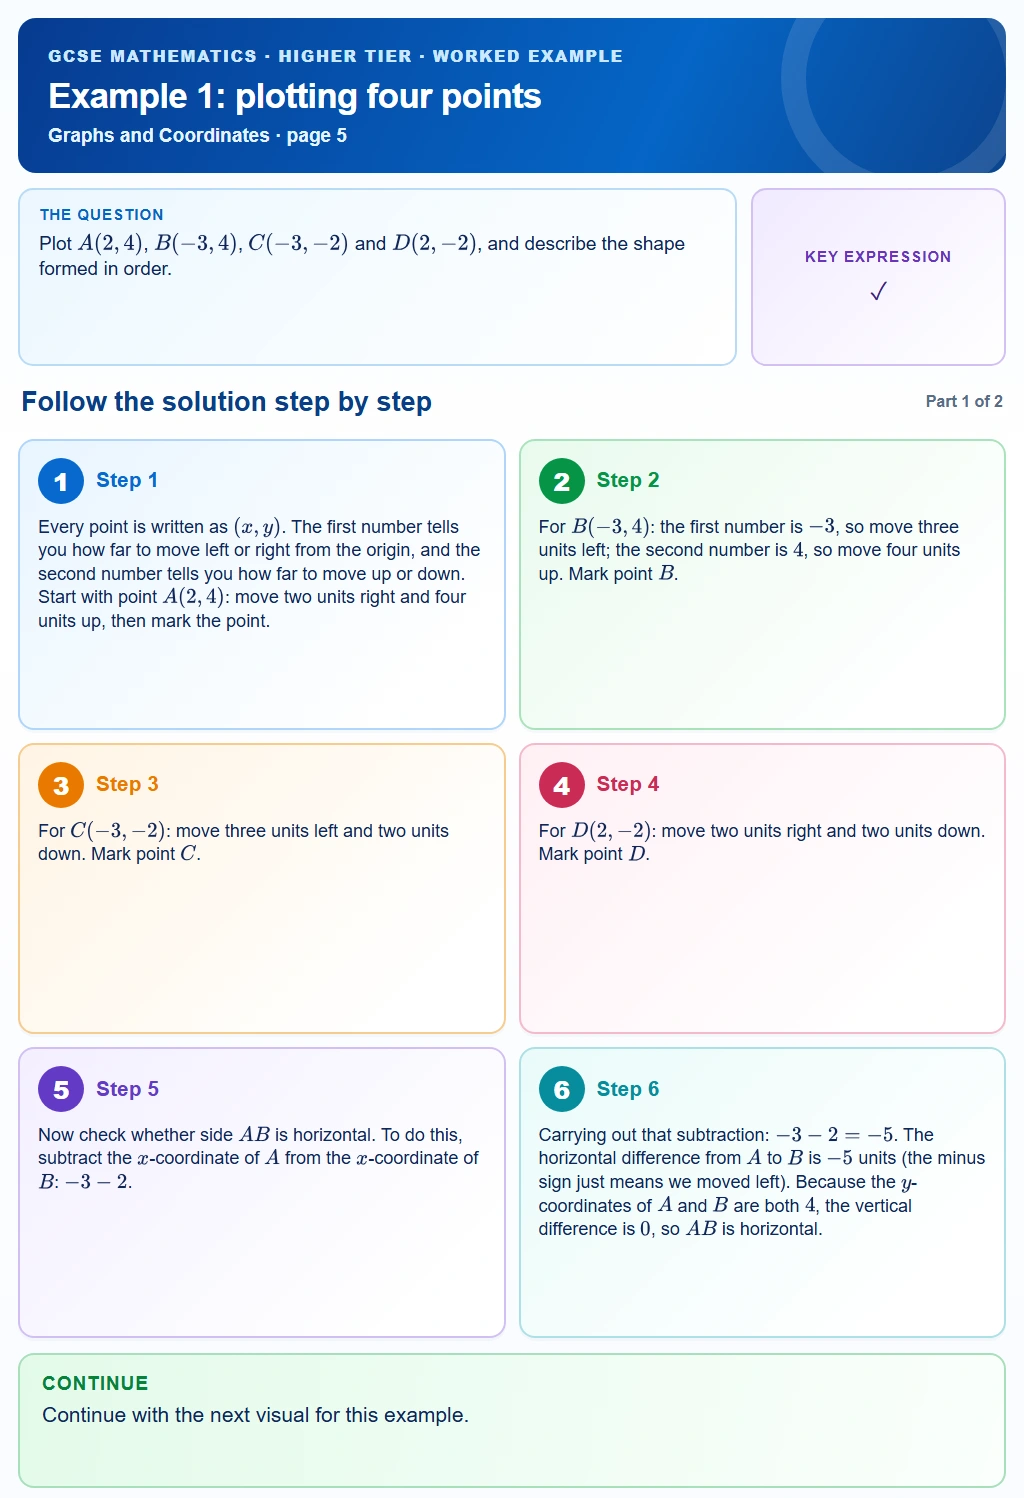 GCSE MATHEMATICS · HIGHER TIER · WORKED EXAMPLE
Example 1: plotting four points
Graphs and Coordinates · page 5
THE QUESTION
Plot A(2, 4), B(−3, 4), C(−3, −2) and D(2, −2), and describe the shape
formed in order.
KEY EXPRESSION
✓
Follow the solution step by step
Part 1 of 2
1 Step 1
Every point is written as (x, y). The first number tells
you how far to move left or right from the origin, and the
second number tells you how far to move up or down.
Start with point A(2, 4): move two units right and four
units up, then mark the point.
2 Step 2
For B(−3, 4): the first number is −3, so move three
units left; the second number is 4, so move four units
up. Mark point B.
3 Step 3
For C(−3, −2): move three units left and two units
down. Mark point C.
4 Step 4
For D(2, −2): move two units right and two units down.
Mark point D.
5 Step 5
Now check whether side AB is horizontal. To do this,
subtract the x-coordinate of A from the x-coordinate of
B: −3 − 2.
6 Step 6
Carrying out that subtraction: −3 − 2 = −5. The
horizontal difference from A to B is −5 units (the minus
sign just means we moved left). Because the y-
coordinates of A and B are both 4, the vertical
difference is 0, so AB is horizontal.
CONTINUE
Continue with the next visual for this example.